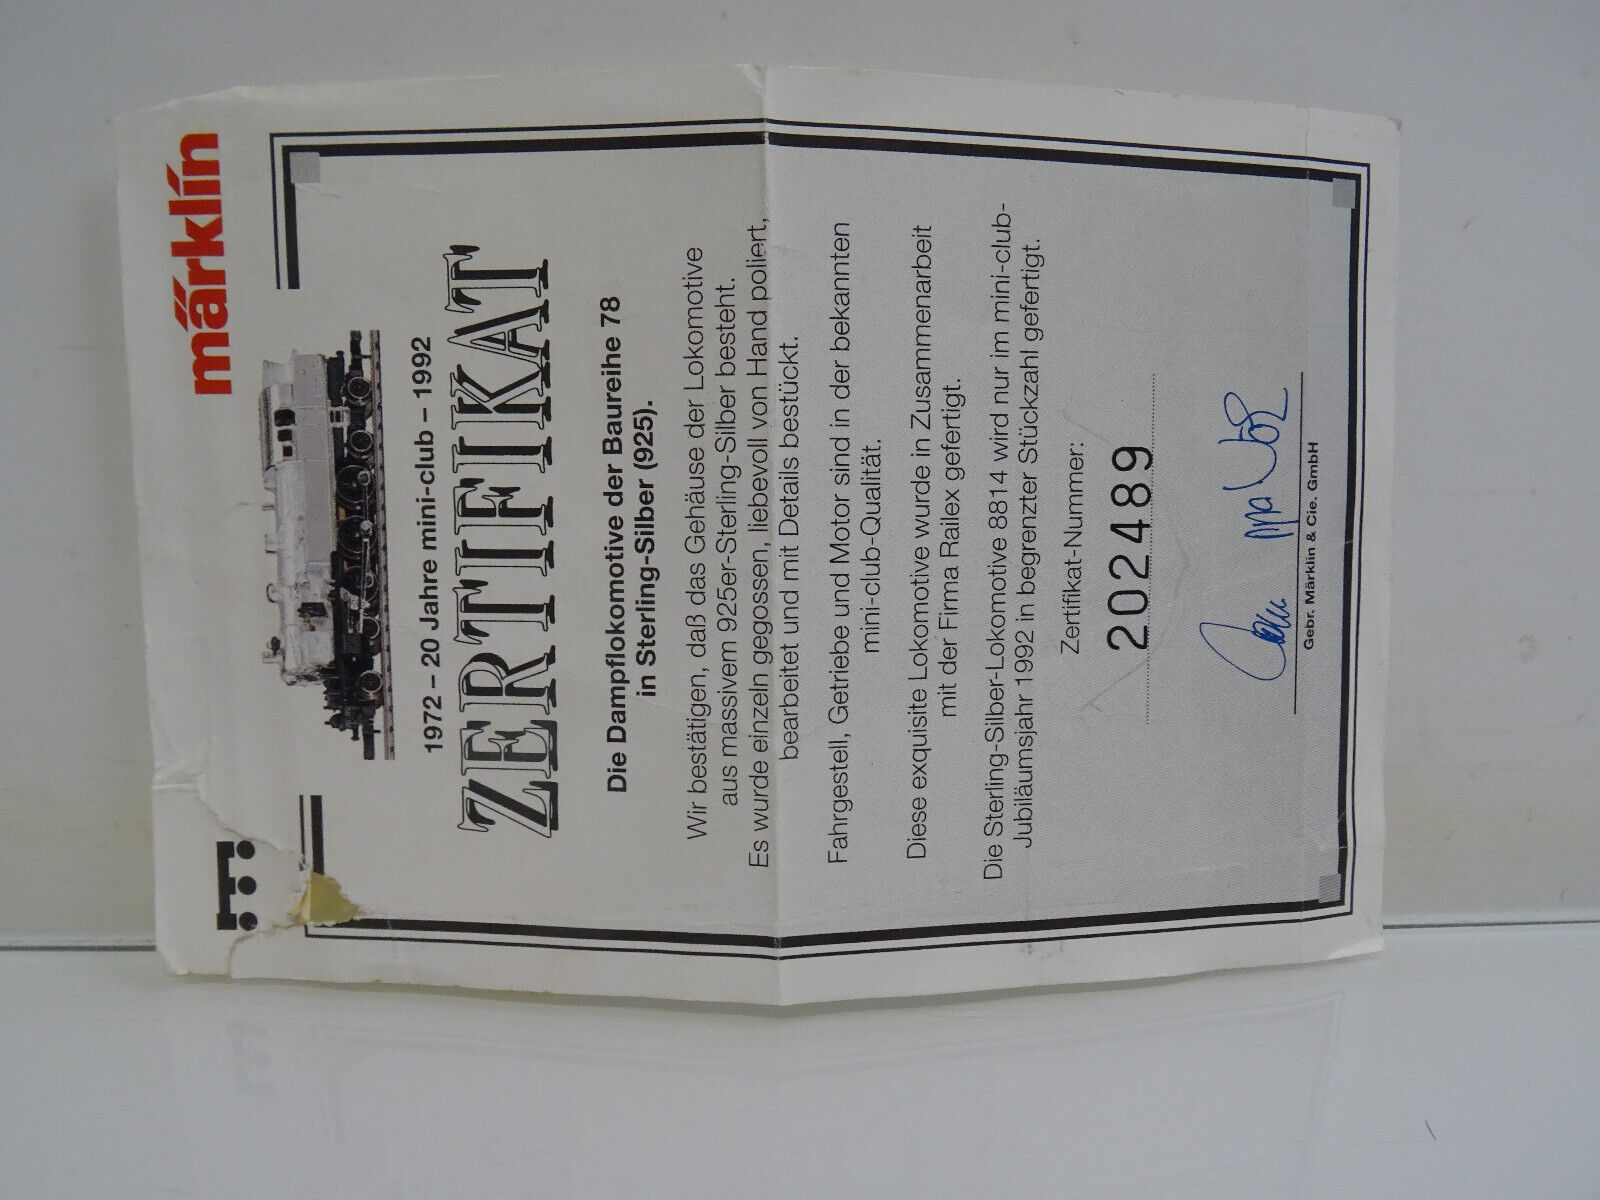 märklín
1972 – 20 Jahre mini-club – 1992
ZERTIFIKAT
Die Dampflokomotive der Baureihe 78
in Sterling-Silber (925).
Wir bestätigen, daß das Gehäuse der Lokomotive
aus massivem 925er-Sterling-Silber besteht.
Es wurde einzeln gegossen, liebevoll von Hand poliert,
bearbeitet und mit Details bestückt.
Fahrgestell, Getriebe und Motor sind in der bekannten
mini-club-Qualität.
Diese exquisite Lokomotive wurde in Zusammenarbeit
mit der Firma Railex gefertigt.
Die Sterling-Silber-Lokomotive 8814 wird nur im mini-club-
Jubiläumsjahr 1992 in begrenzter Stückzahl gefertigt.
Zertifikat-Nummer:
202489
Gebr. Märklin & Cie. GmbH